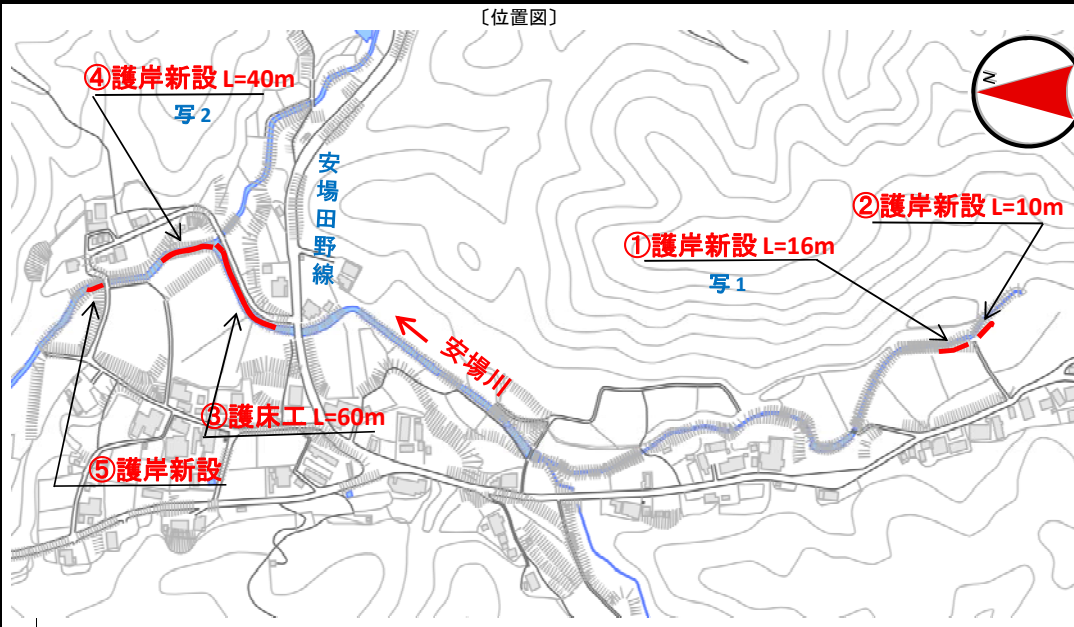 〔位置図〕
N
④護岸新設 L=40m
写 2
安場田野線
②護岸新設 L=10m
①護岸新設 L=16m
写 1
安場川
③護床工 L=60m
⑤護岸新設